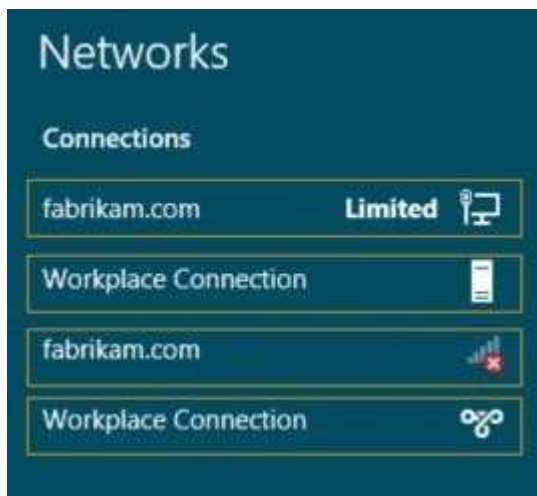 Networks
Connections
fabrikam.com Limited
Workplace Connection
fabrikam.com
Workplace Connection